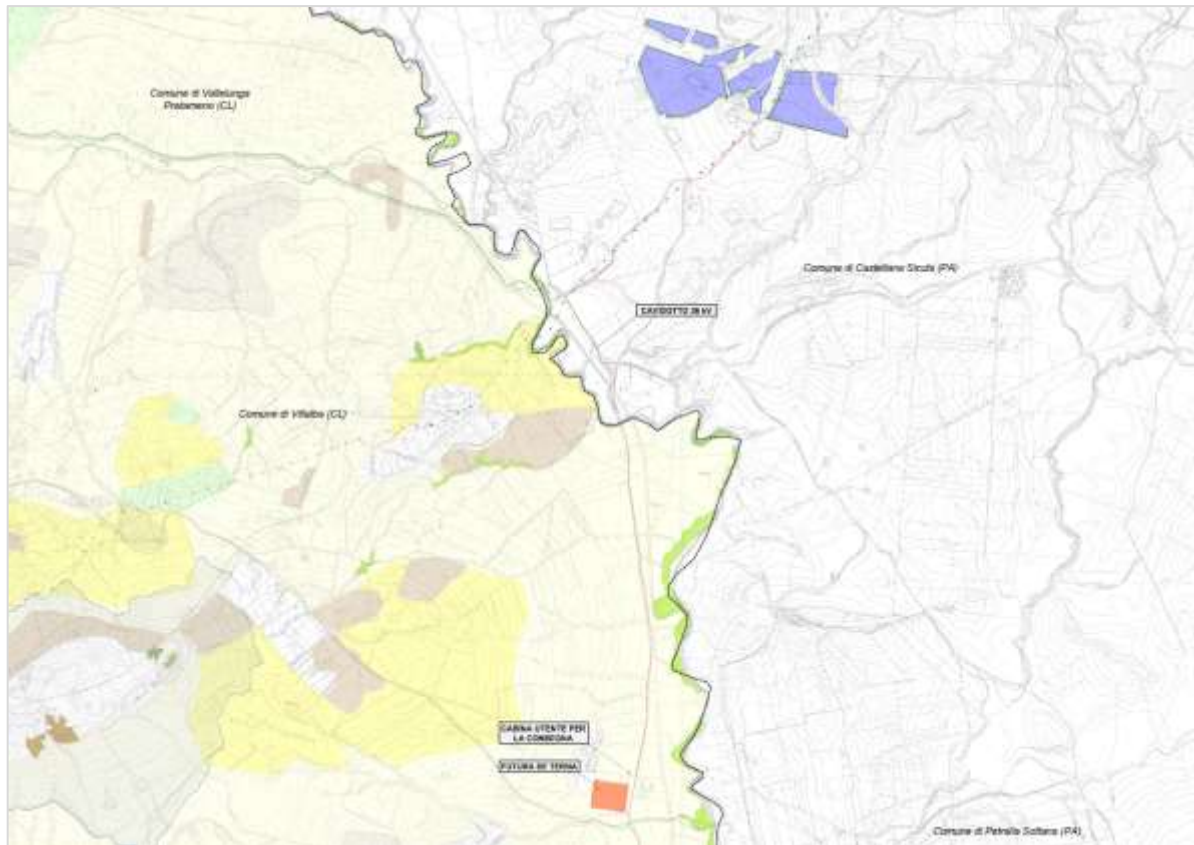 Comune di Vallelunga
Pratameno (CL)
Comune di Castellana Sicula (PA)
CAVIDOTTO 36 kV
Comune di Villalba (CL)
CABINA UTENTE PER
LA CONSEGNA
FUTURA SE TERNA
Comune di Petralia Sottana (PA)